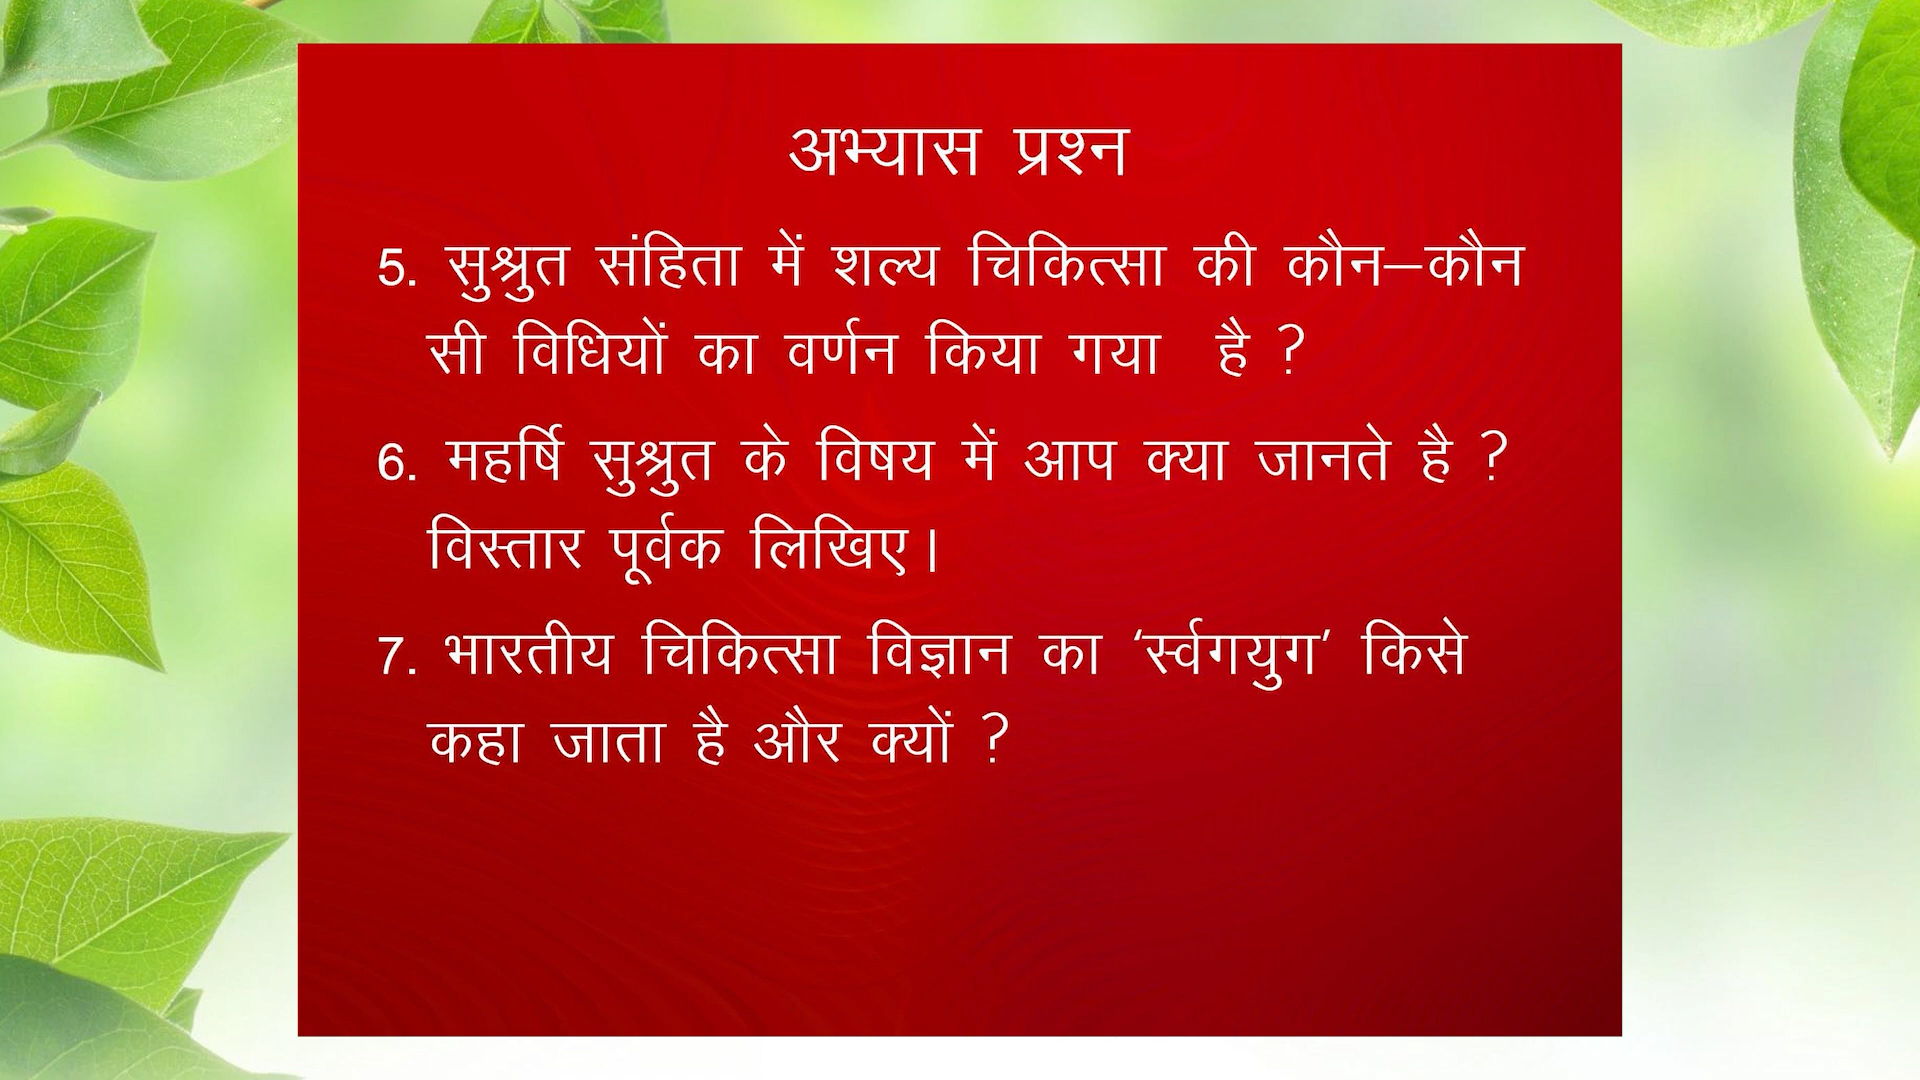 अभ्यास प्रश्न
5. सुश्रुत संहिता में शल्य चिकित्सा की कौन–कौन
सी विधियों का वर्णन किया गया है ?
6. महर्षि सुश्रुत के विषय में आप क्या जानते है ?
विस्तार पूर्वक लिखिए।
7. भारतीय चिकित्सा विज्ञान का ‘र्स्वगयुग’ किसे
कहा जाता है और क्यों ?